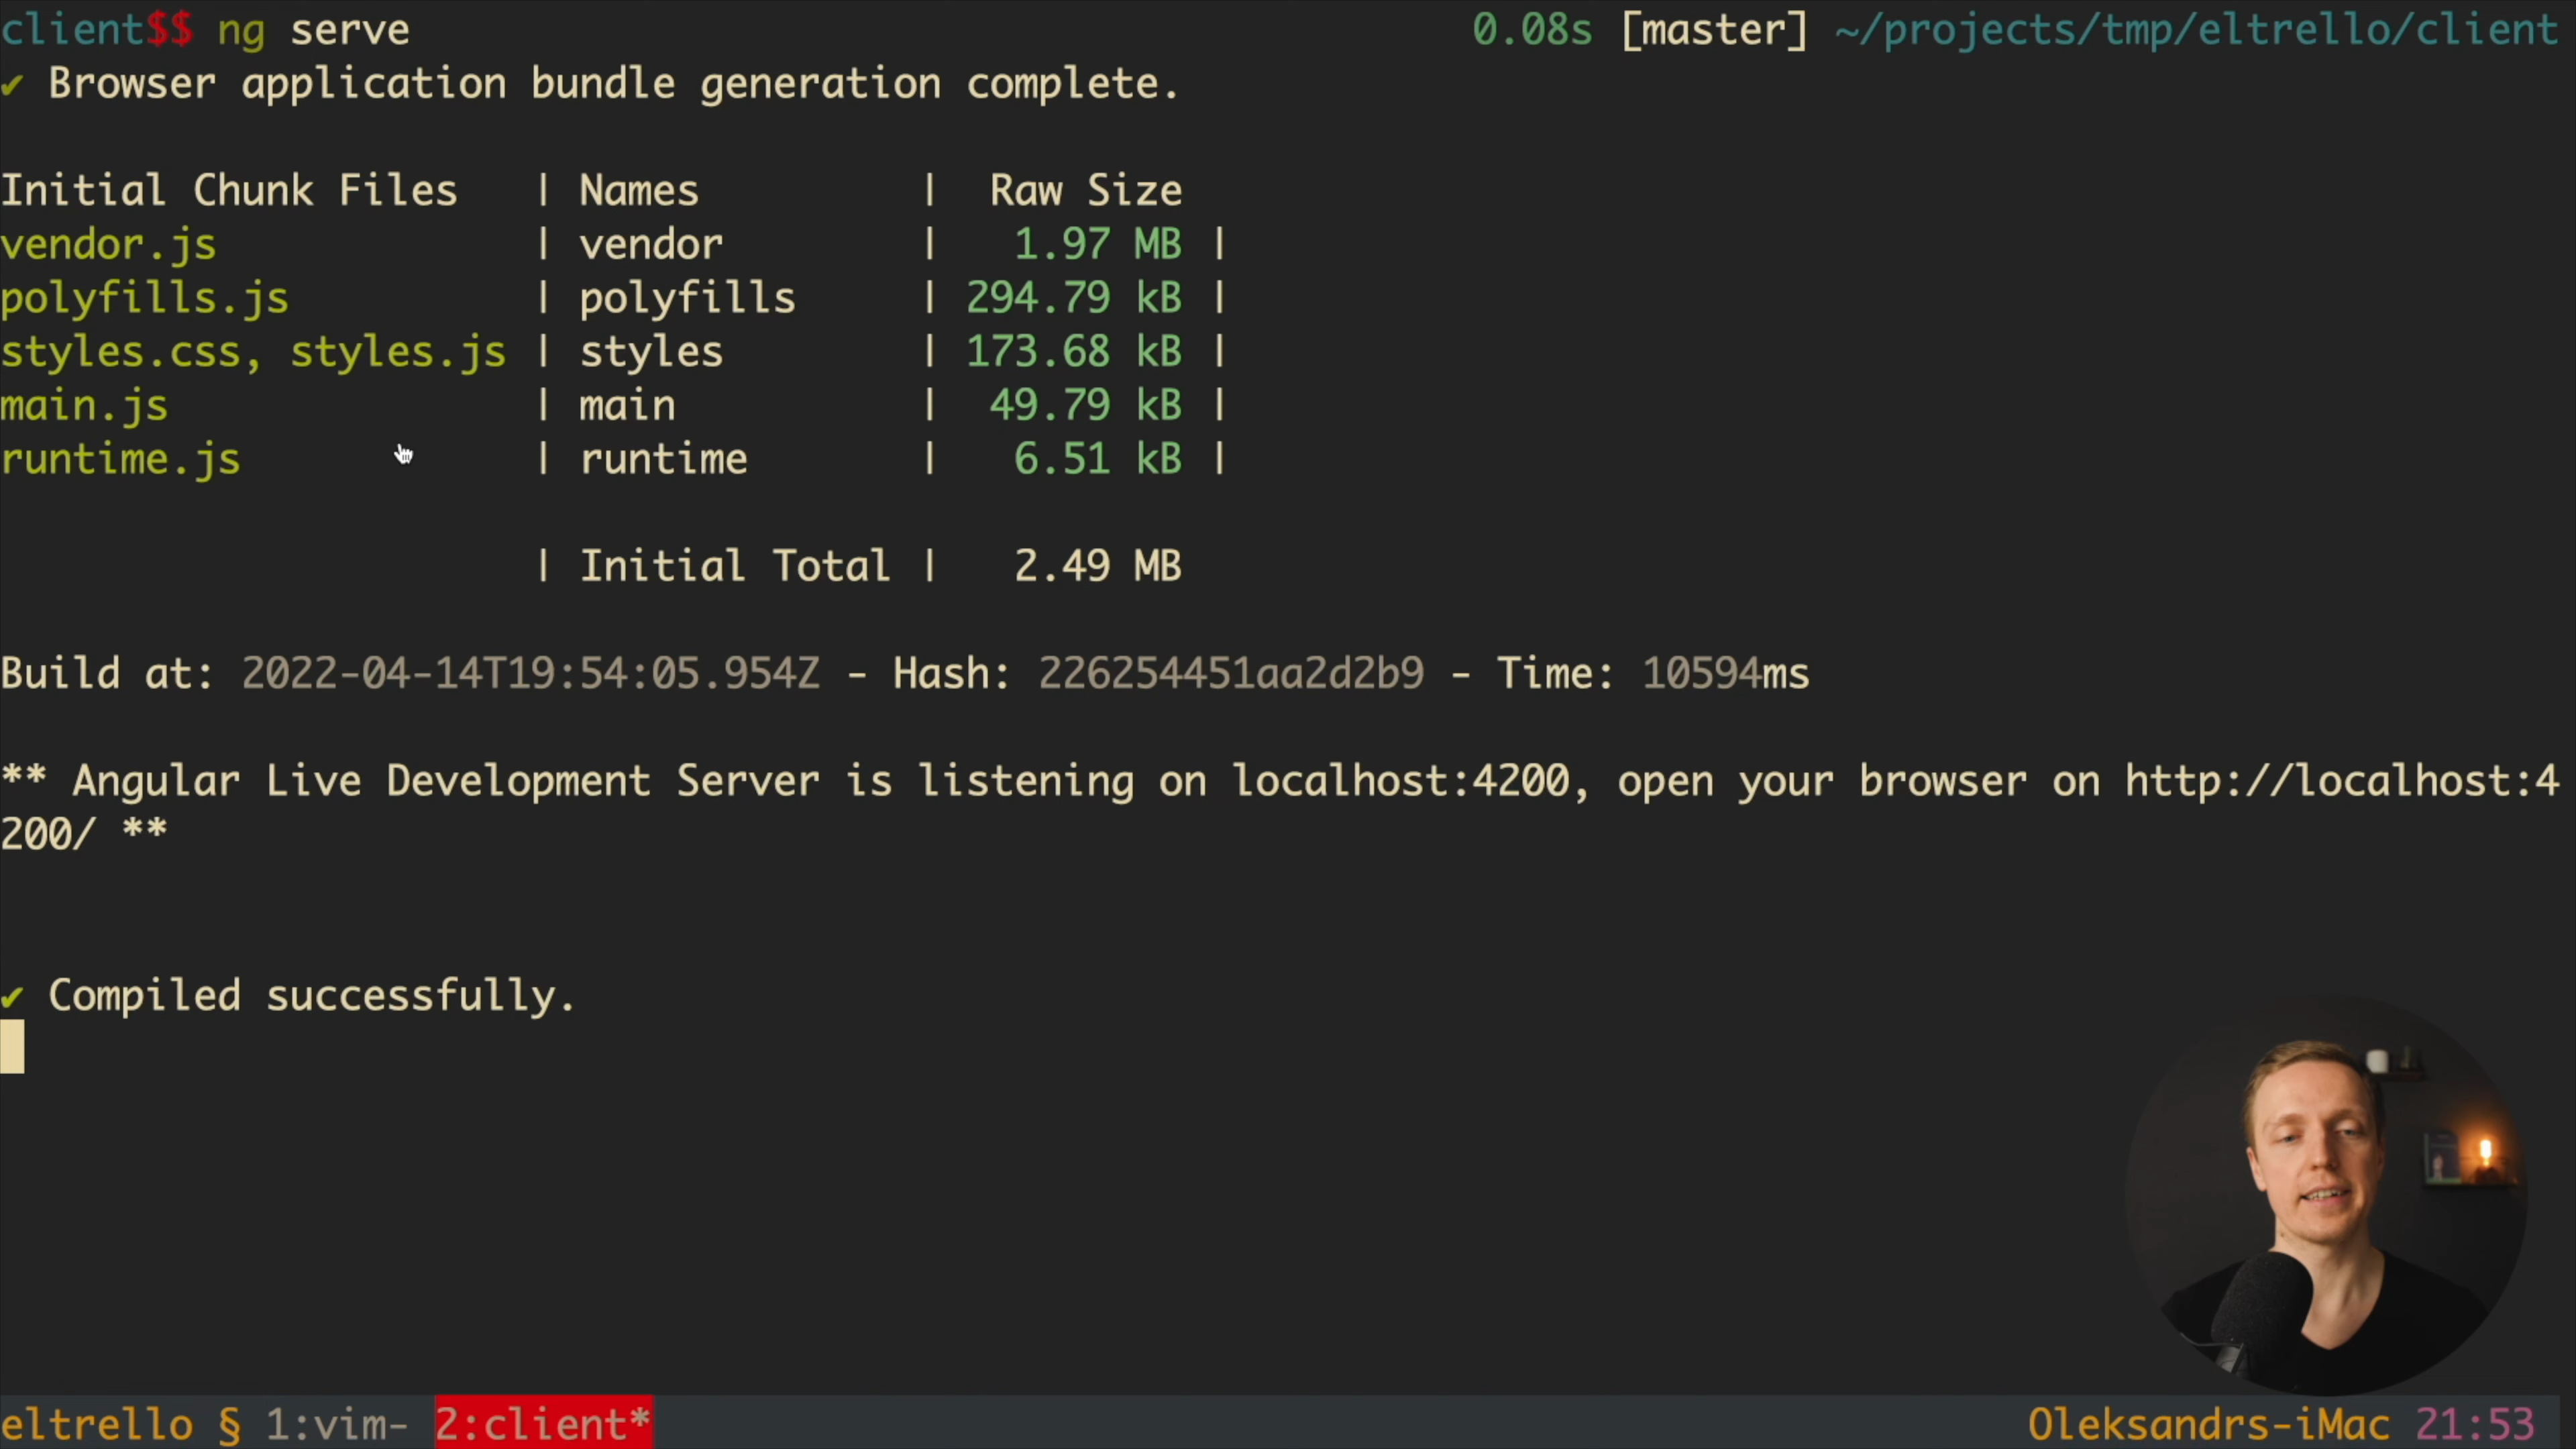 client$$ ng serve 0.08s [master] ~/projects/tmp/eltrello/client
✔ Browser application bundle generation complete.
Initial Chunk Files | Names | Raw Size
vendor.js | vendor | 1.97 MB |
polyfills.js | polyfills | 294.79 kB |
styles.css, styles.js | styles | 173.68 kB |
main.js | main | 49.79 kB |
runtime.js | runtime | 6.51 kB |
| Initial Total | 2.49 MB
Build at: 2022-04-14T19:54:05.954Z - Hash: 226254451aa2d2b9 - Time: 10594ms
** Angular Live Development Server is listening on localhost:4200, open your browser on http://localhost:4
200/ **
✔ Compiled successfully.
eltrello § 1:vim- 2:client* Oleksandrs-iMac 21:53